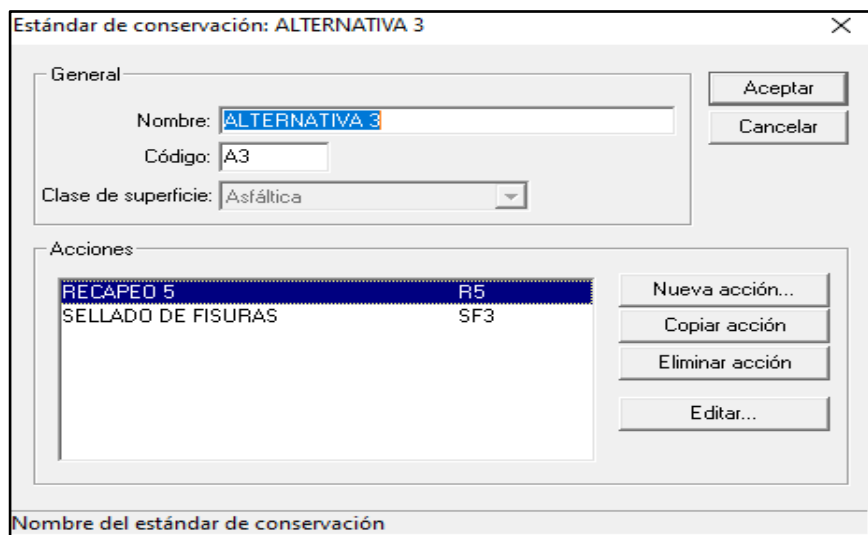 Estándar de conservación: ALTERNATIVA 3
General
Nombre: ALTERNATIVA 3
Código: A3
Clase de superficie: Asfáltica
Aceptar
Cancelar
Acciones
RECAPEO 5 R5
SELLADO DE FISURAS SF3
Nueva acción...
Copiar acción
Eliminar acción
Editar...
Nombre del estándar de conservación